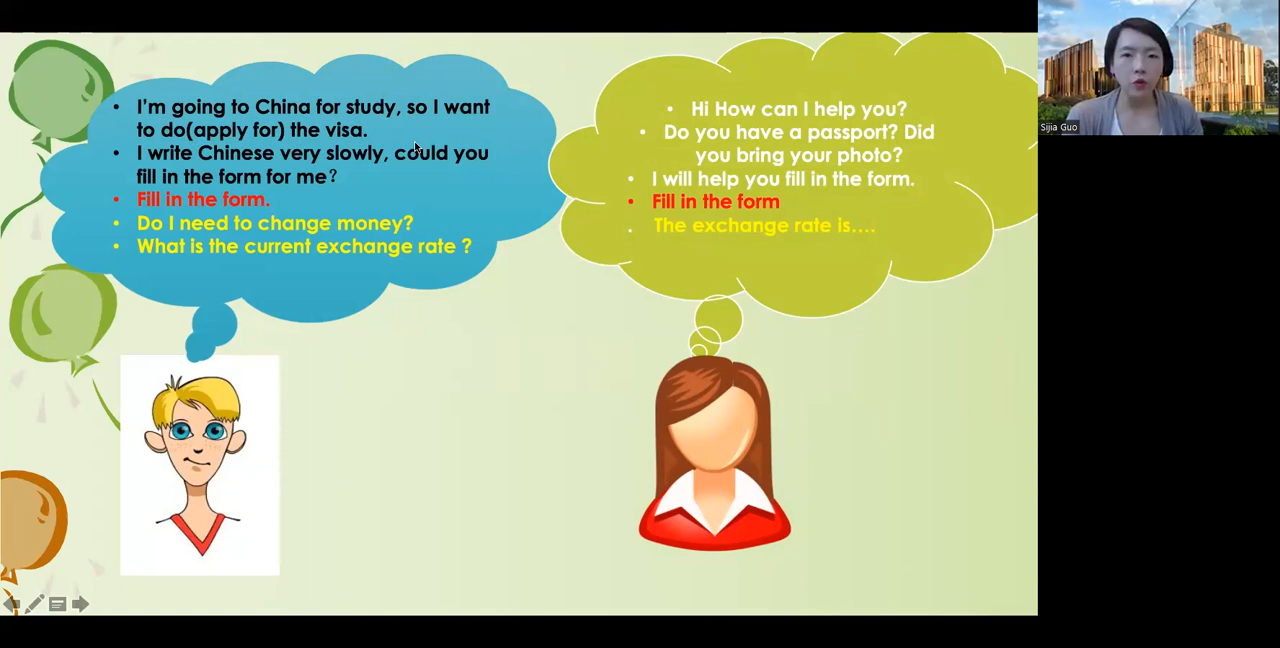 • I'm going to China for study, so I want
to do(apply for) the visa.
• I write Chinese very slowly, could you
fill in the form for me？
• Fill in the form.
• Do I need to change money?
• What is the current exchange rate ?
• Hi How can I help you?
• Do you have a passport? Did
you bring your photo?
• I will help you fill in the form.
• Fill in the form
. The exchange rate is....
Sijia Guo